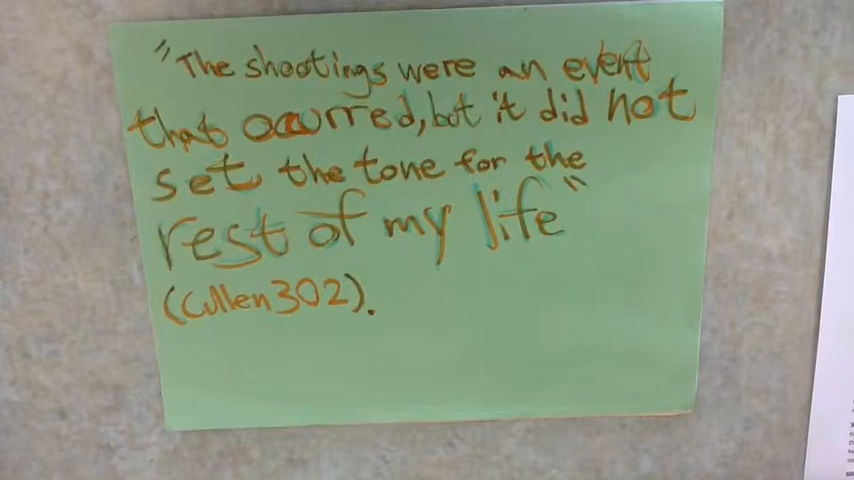 "The shootings were an event
that ocurred, but it did not
set the tone for the
rest of my life"
(Cullen 302).